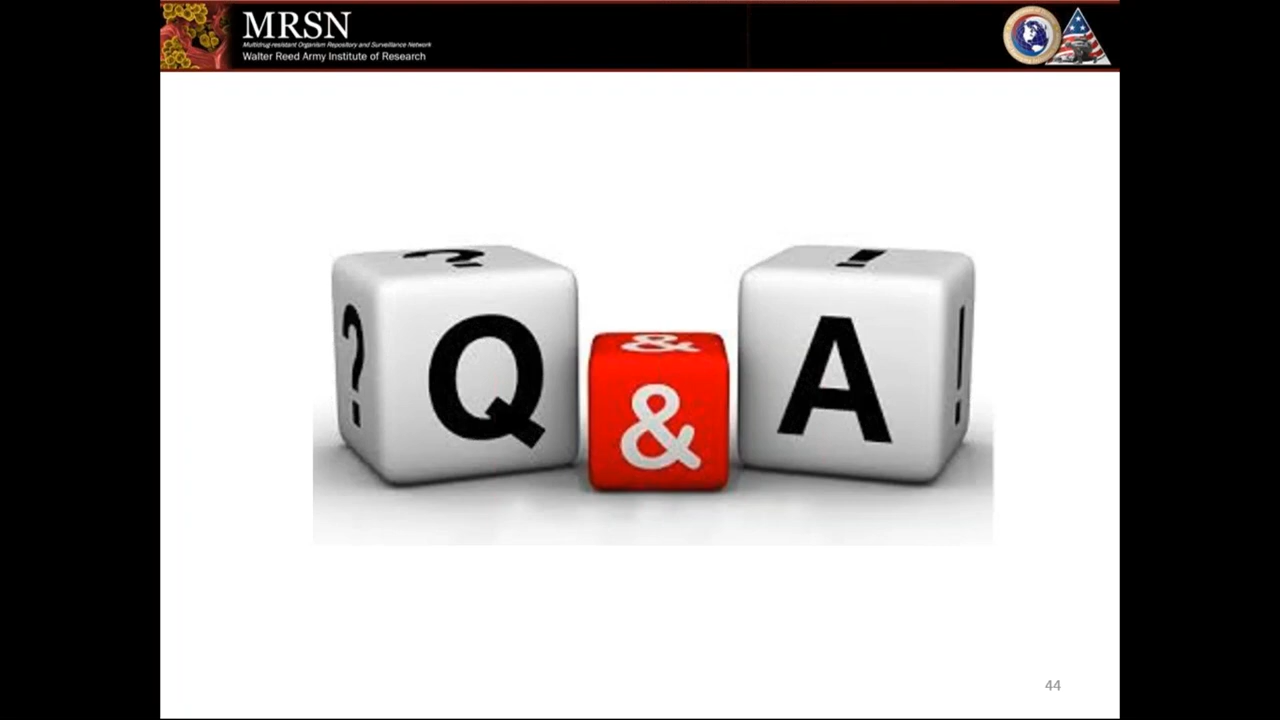 MRSN
Multidrug-resistant Organism Repository and Surveillance Network
Walter Reed Army Institute of Research
? !
? Q & & A !
44